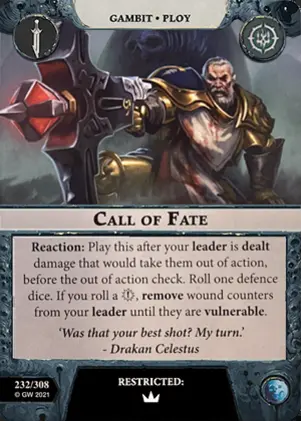 GAMBIT • PLOY
CALL OF FATE
Reaction: Play this after your leader is dealt
damage that would take them out of action,
before the out of action check. Roll one defence
dice. If you roll a , remove wound counters
from your leader until they are vulnerable.
'Was that your best shot? My turn.'
- Drakan Celestus
232/308
© GW 2021
RESTRICTED: